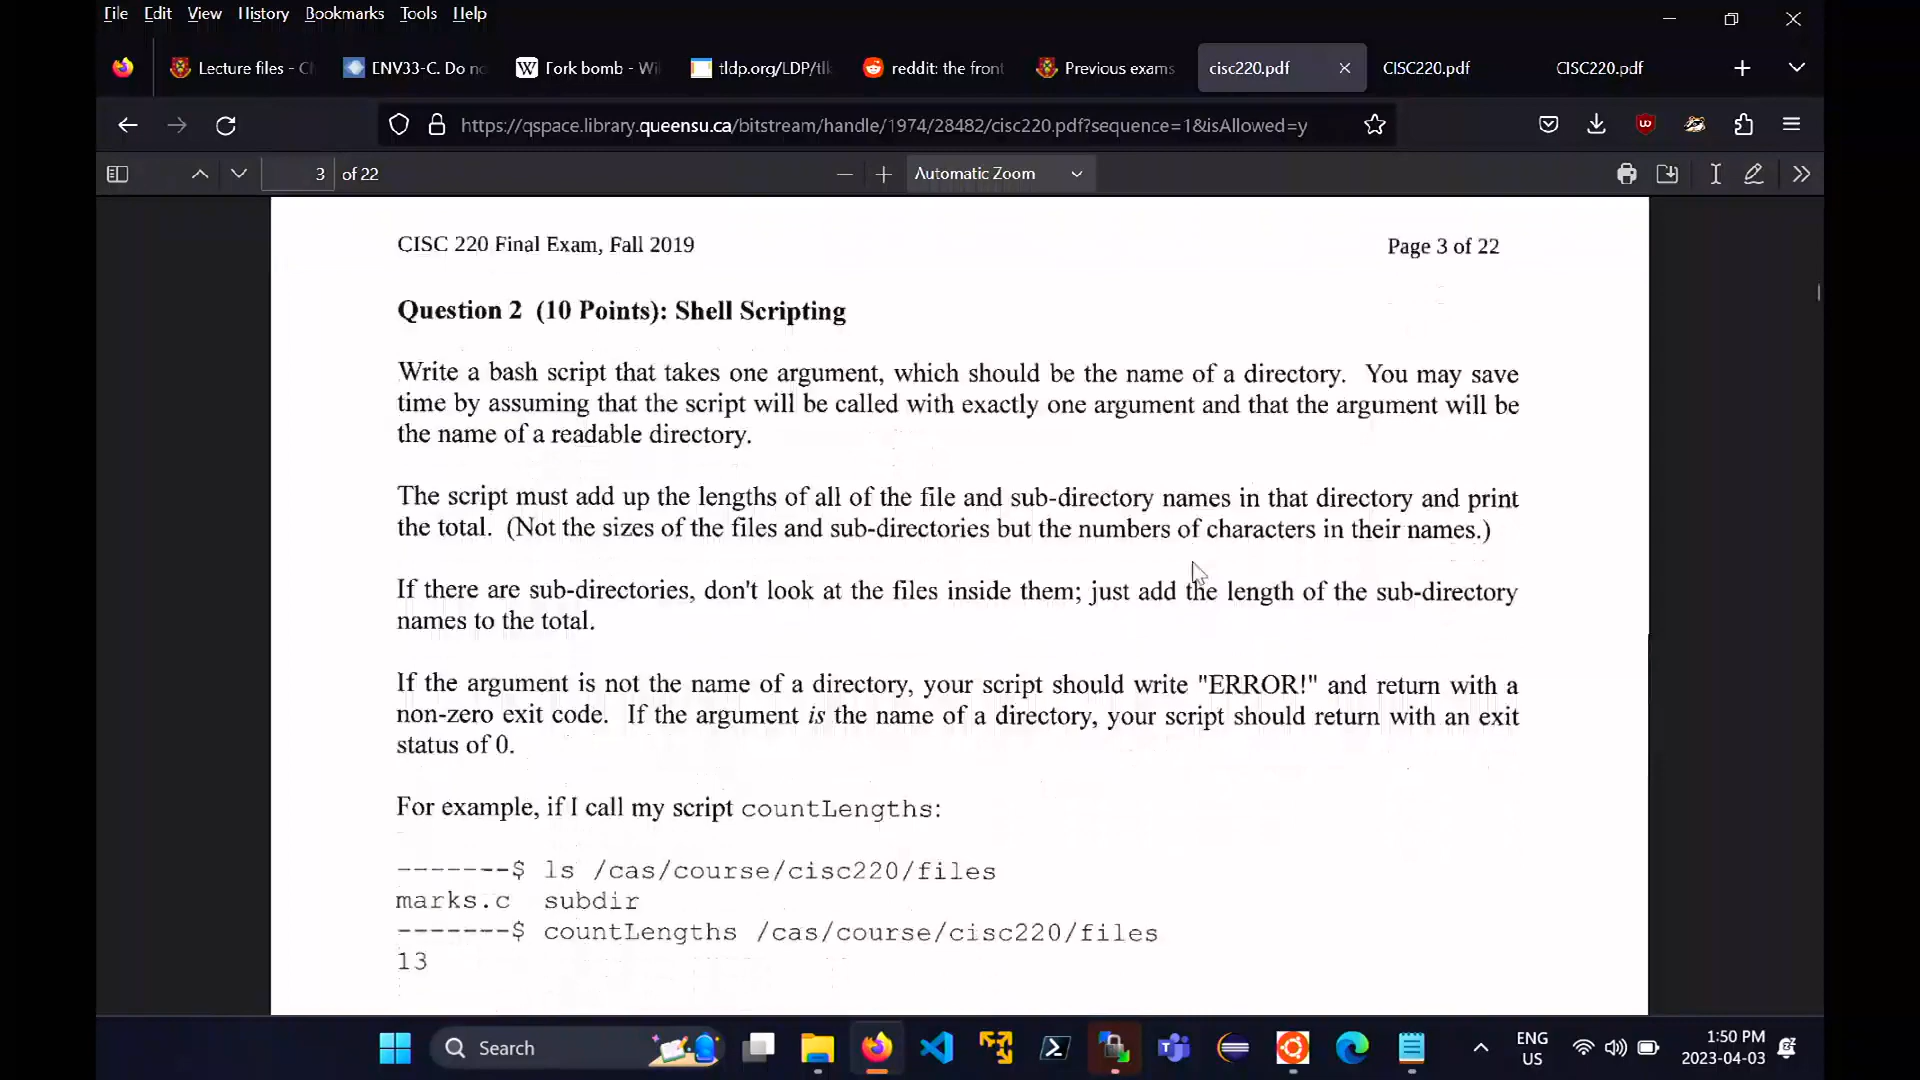 File Edit View History Bookmarks Tools Help
Lecture files - C
ENV33-C. Do no
Fork bomb - Wi
tldp.org/LDP/tl
reddit: the front
Previous exams
cisc220.pdf
CISC220.pdf
CISC220.pdf
https://qspace.library.queensu.ca/bitstream/handle/1974/28482/cisc220.pdf?sequence=1&isAllowed=y
3 of 22
Automatic Zoom
CISC 220 Final Exam, Fall 2019
Page 3 of 22
Question 2 (10 Points): Shell Scripting
Write a bash script that takes one argument, which should be the name of a directory. You may save
time by assuming that the script will be called with exactly one argument and that the argument will be
the name of a readable directory.
The script must add up the lengths of all of the file and sub-directory names in that directory and print
the total. (Not the sizes of the files and sub-directories but the numbers of characters in their names.)
If there are sub-directories, don't look at the files inside them; just add the length of the sub-directory
names to the total.
If the argument is not the name of a directory, your script should write "ERROR!" and return with a
non-zero exit code. If the argument is the name of a directory, your script should return with an exit
status of 0.
For example, if I call my script countLengths:
-------$ ls /cas/course/cisc220/files
marks.c subdir
-------$ countLengths /cas/course/cisc220/files
13
Search
ENG
US
1:50 PM
2023-04-03